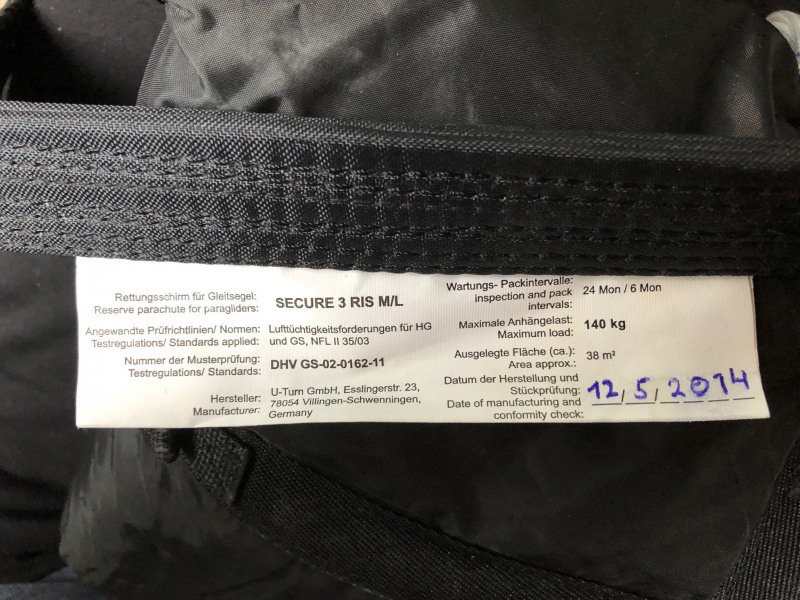 Rettungsschirm für Gleitsegel:
Reserve parachute for paragliders:
SECURE 3 RIS M/L
Angewandte Prüfrichtlinien/ Normen:
Testregulations/ Standards applied:
Lufttüchtigkeitsforderungen für HG
und GS, NFL II 35/03
Nummer der Musterprüfung:
Testregulations/ Standards:
DHV GS-02-0162-11
Hersteller:
Manufacturer:
U-Turn GmbH, Esslingerstr. 23,
78054 Villingen-Schwenningen,
Germany
Wartungs- Packintervalle:
inspection and pack
intervals:
24 Mon / 6 Mon
Maximale Anhängelast:
Maximum load:
140 kg
Ausgelegte Fläche (ca.):
Area approx.:
38 m²
Datum der Herstellung und
Stückprüfung:
Date of manufacturing and
conformity check:
12,5,2014